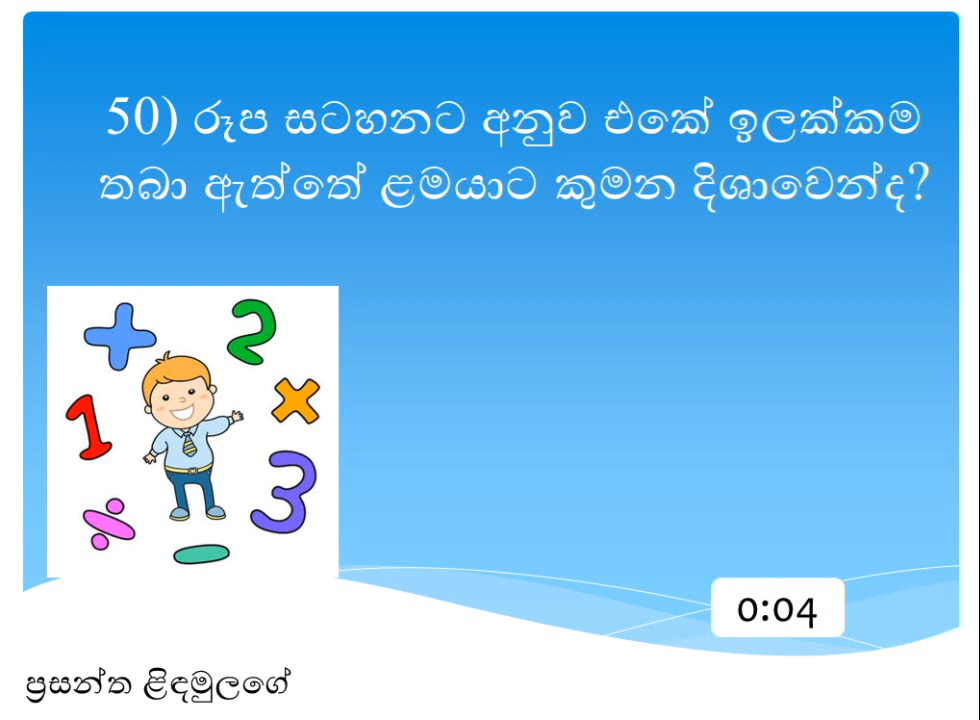 50) රූප සටහනට අනුව එකේ ඉලක්කම
තබා ඇත්තේ ළමයාට කුමන දිශාවෙන්ද?
2
1
3
0:04
ප්‍රසන්ත ළිඳමුලගේ